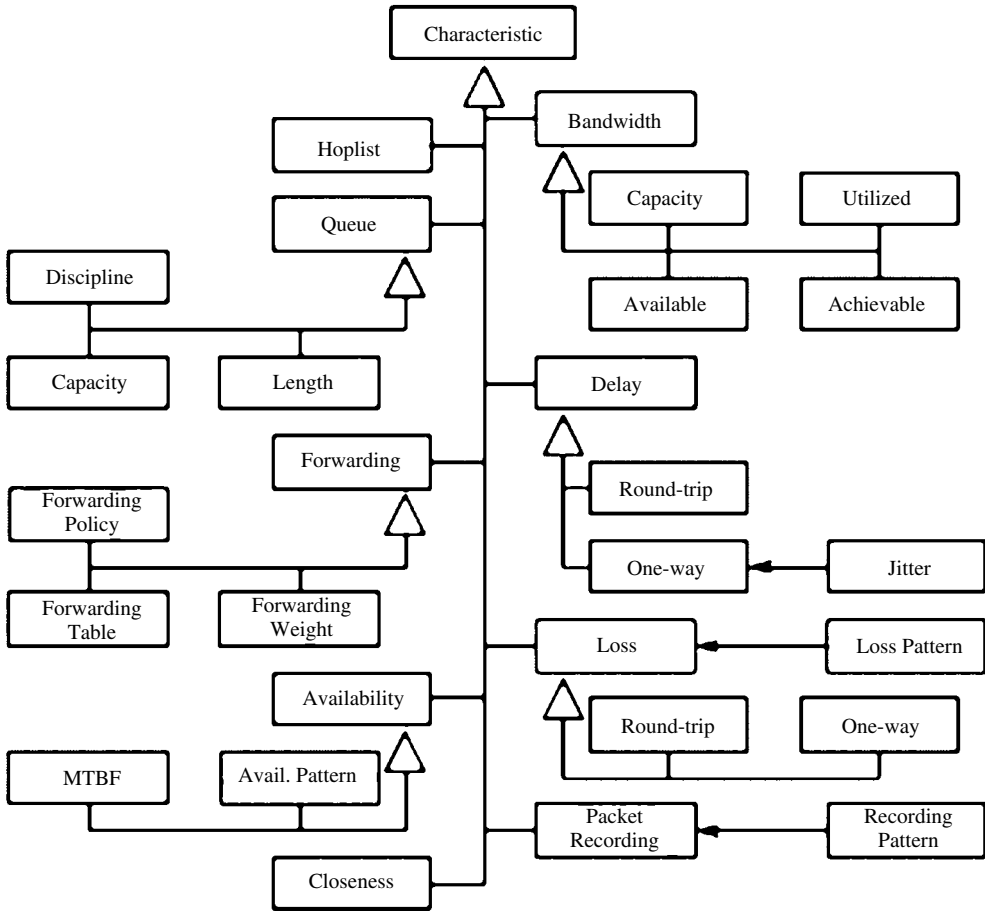 Characteristic
Bandwidth
Hoplist
Capacity
Utilized
Queue
Discipline
Available
Achievable
Capacity
Length
Delay
Forwarding
Round-trip
Forwarding
Policy
One-way
Jitter
Forwarding
Table
Forwarding
Weight
Loss
Loss Pattern
Availability
Round-trip
One-way
MTBF
Avail. Pattern
Packet
Recording
Recording
Pattern
Closeness